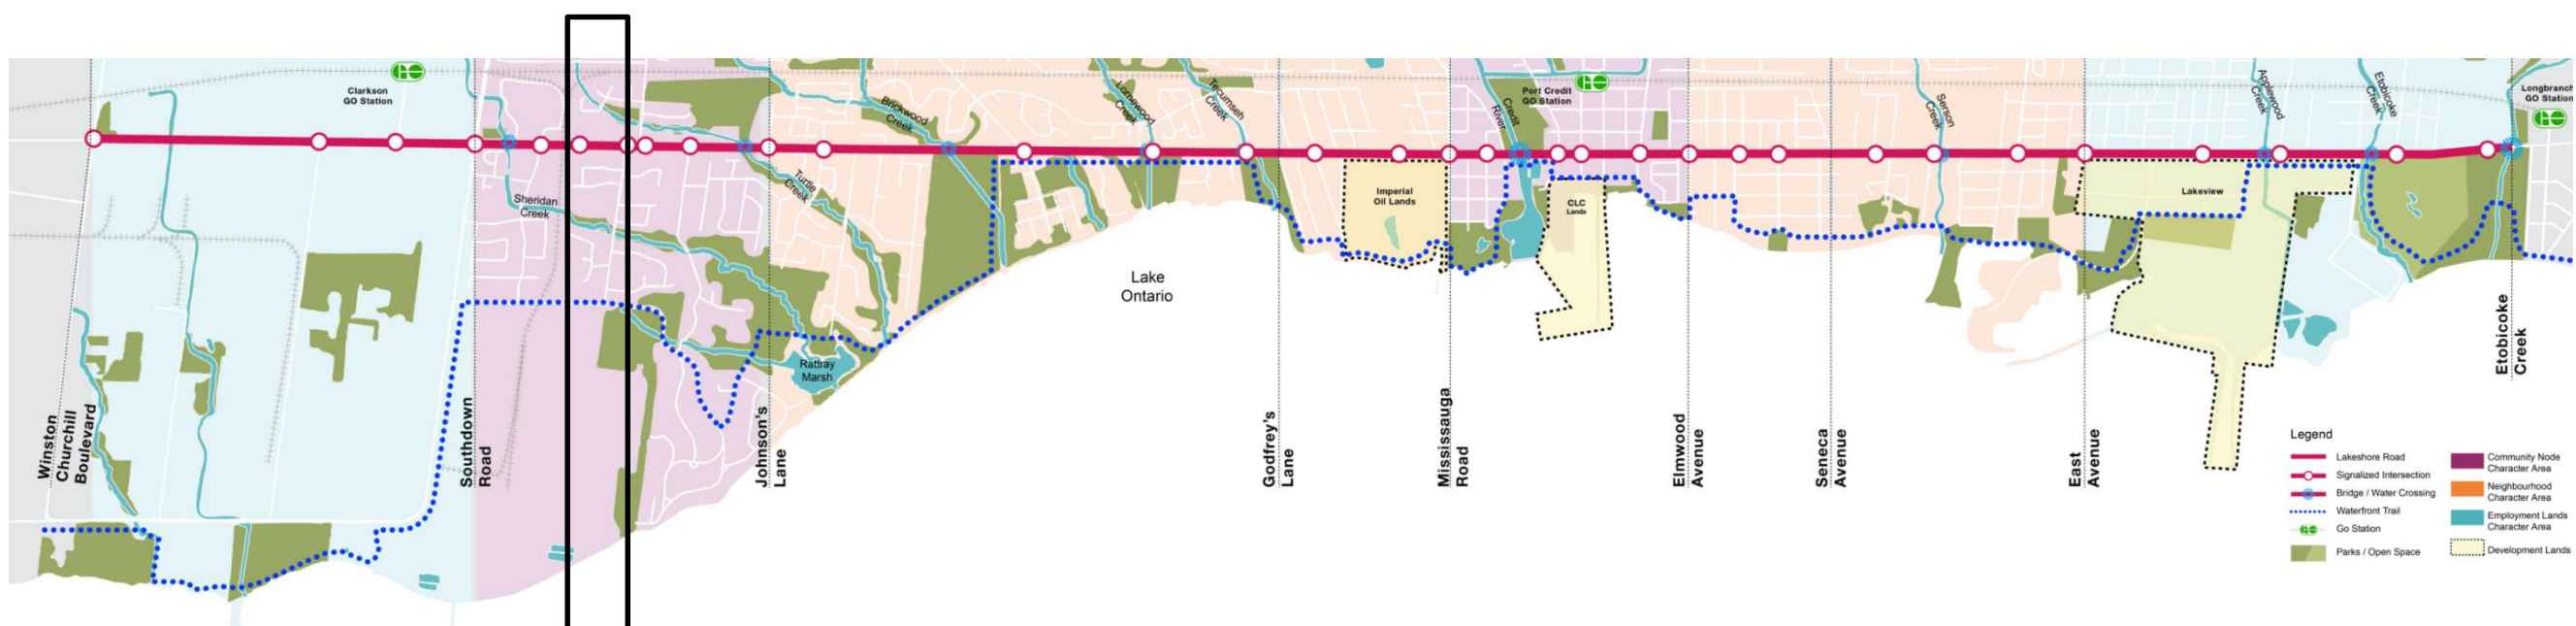 Clarkson
GO Station
Brickwood
Creek
Lornewood
Creek
Tecumseh
Creek
Credit
River
Port Credit
GO Station
Serson
Creek
Applewood
Creek
Etobicoke
Creek
Longbranch
GO Station
Sheridan
Creek
Turtle
Creek
Imperial
Oil Lands
CLC
Lands
Lakeview
Lake
Ontario
Rattray
Marsh
Winston
Churchill
Boulevard
Southdown
Road
Johnson's
Lane
Godfrey's
Lane
Mississauga
Road
Elmwood
Avenue
Seneca
Avenue
East
Avenue
Etobicoke
Creek
Legend
Lakeshore Road
Signalized Intersection
Bridge / Water Crossing
Waterfront Trail
Go Station
Parks / Open Space
Community Node
Character Area
Neighbourhood
Character Area
Employment Lands
Character Area
Development Lands